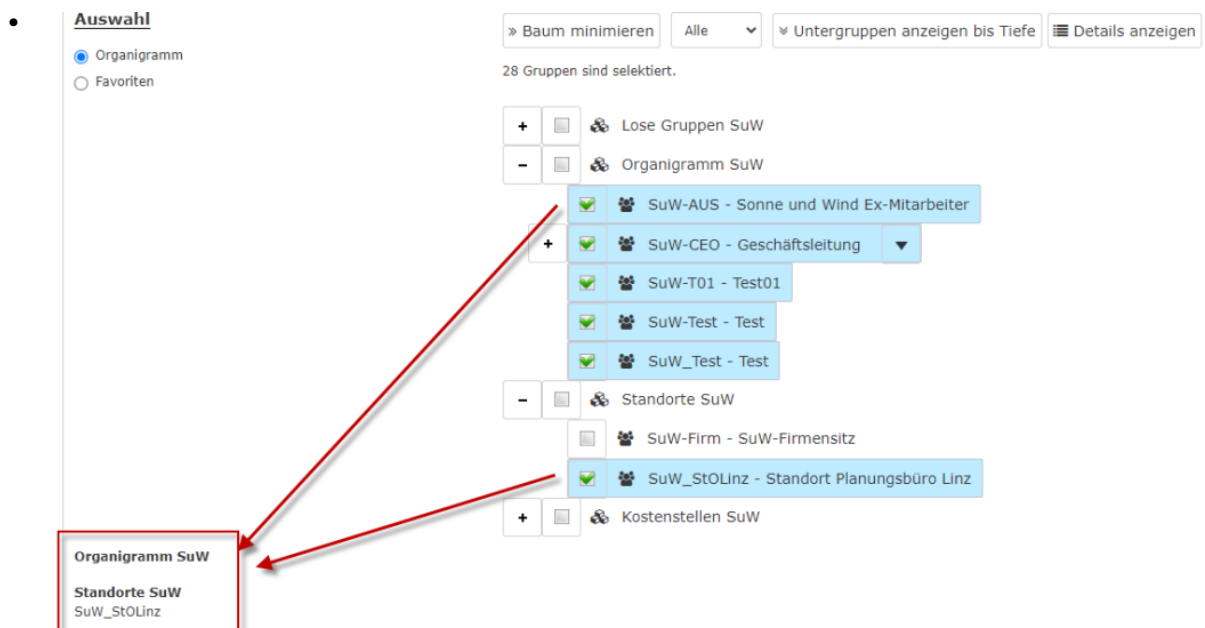 Auswahl
Organigramm
Favoriten
» Baum minimieren
Alle
Untergruppen anzeigen bis Tiefe
Details anzeigen
28 Gruppen sind selektiert.
+ Lose Gruppen SuW
- Organigramm SuW
SuW-AUS - Sonne und Wind Ex-Mitarbeiter
+ SuW-CEO - Geschäftsleitung
SuW-T01 - Test01
SuW-Test - Test
SuW_Test - Test
- Standorte SuW
SuW-Firm - SuW-Firmensitz
SuW_StOLinz - Standort Planungsbüro Linz
+ Kostenstellen SuW
Organigramm SuW
Standorte SuW
SuW_StOLinz